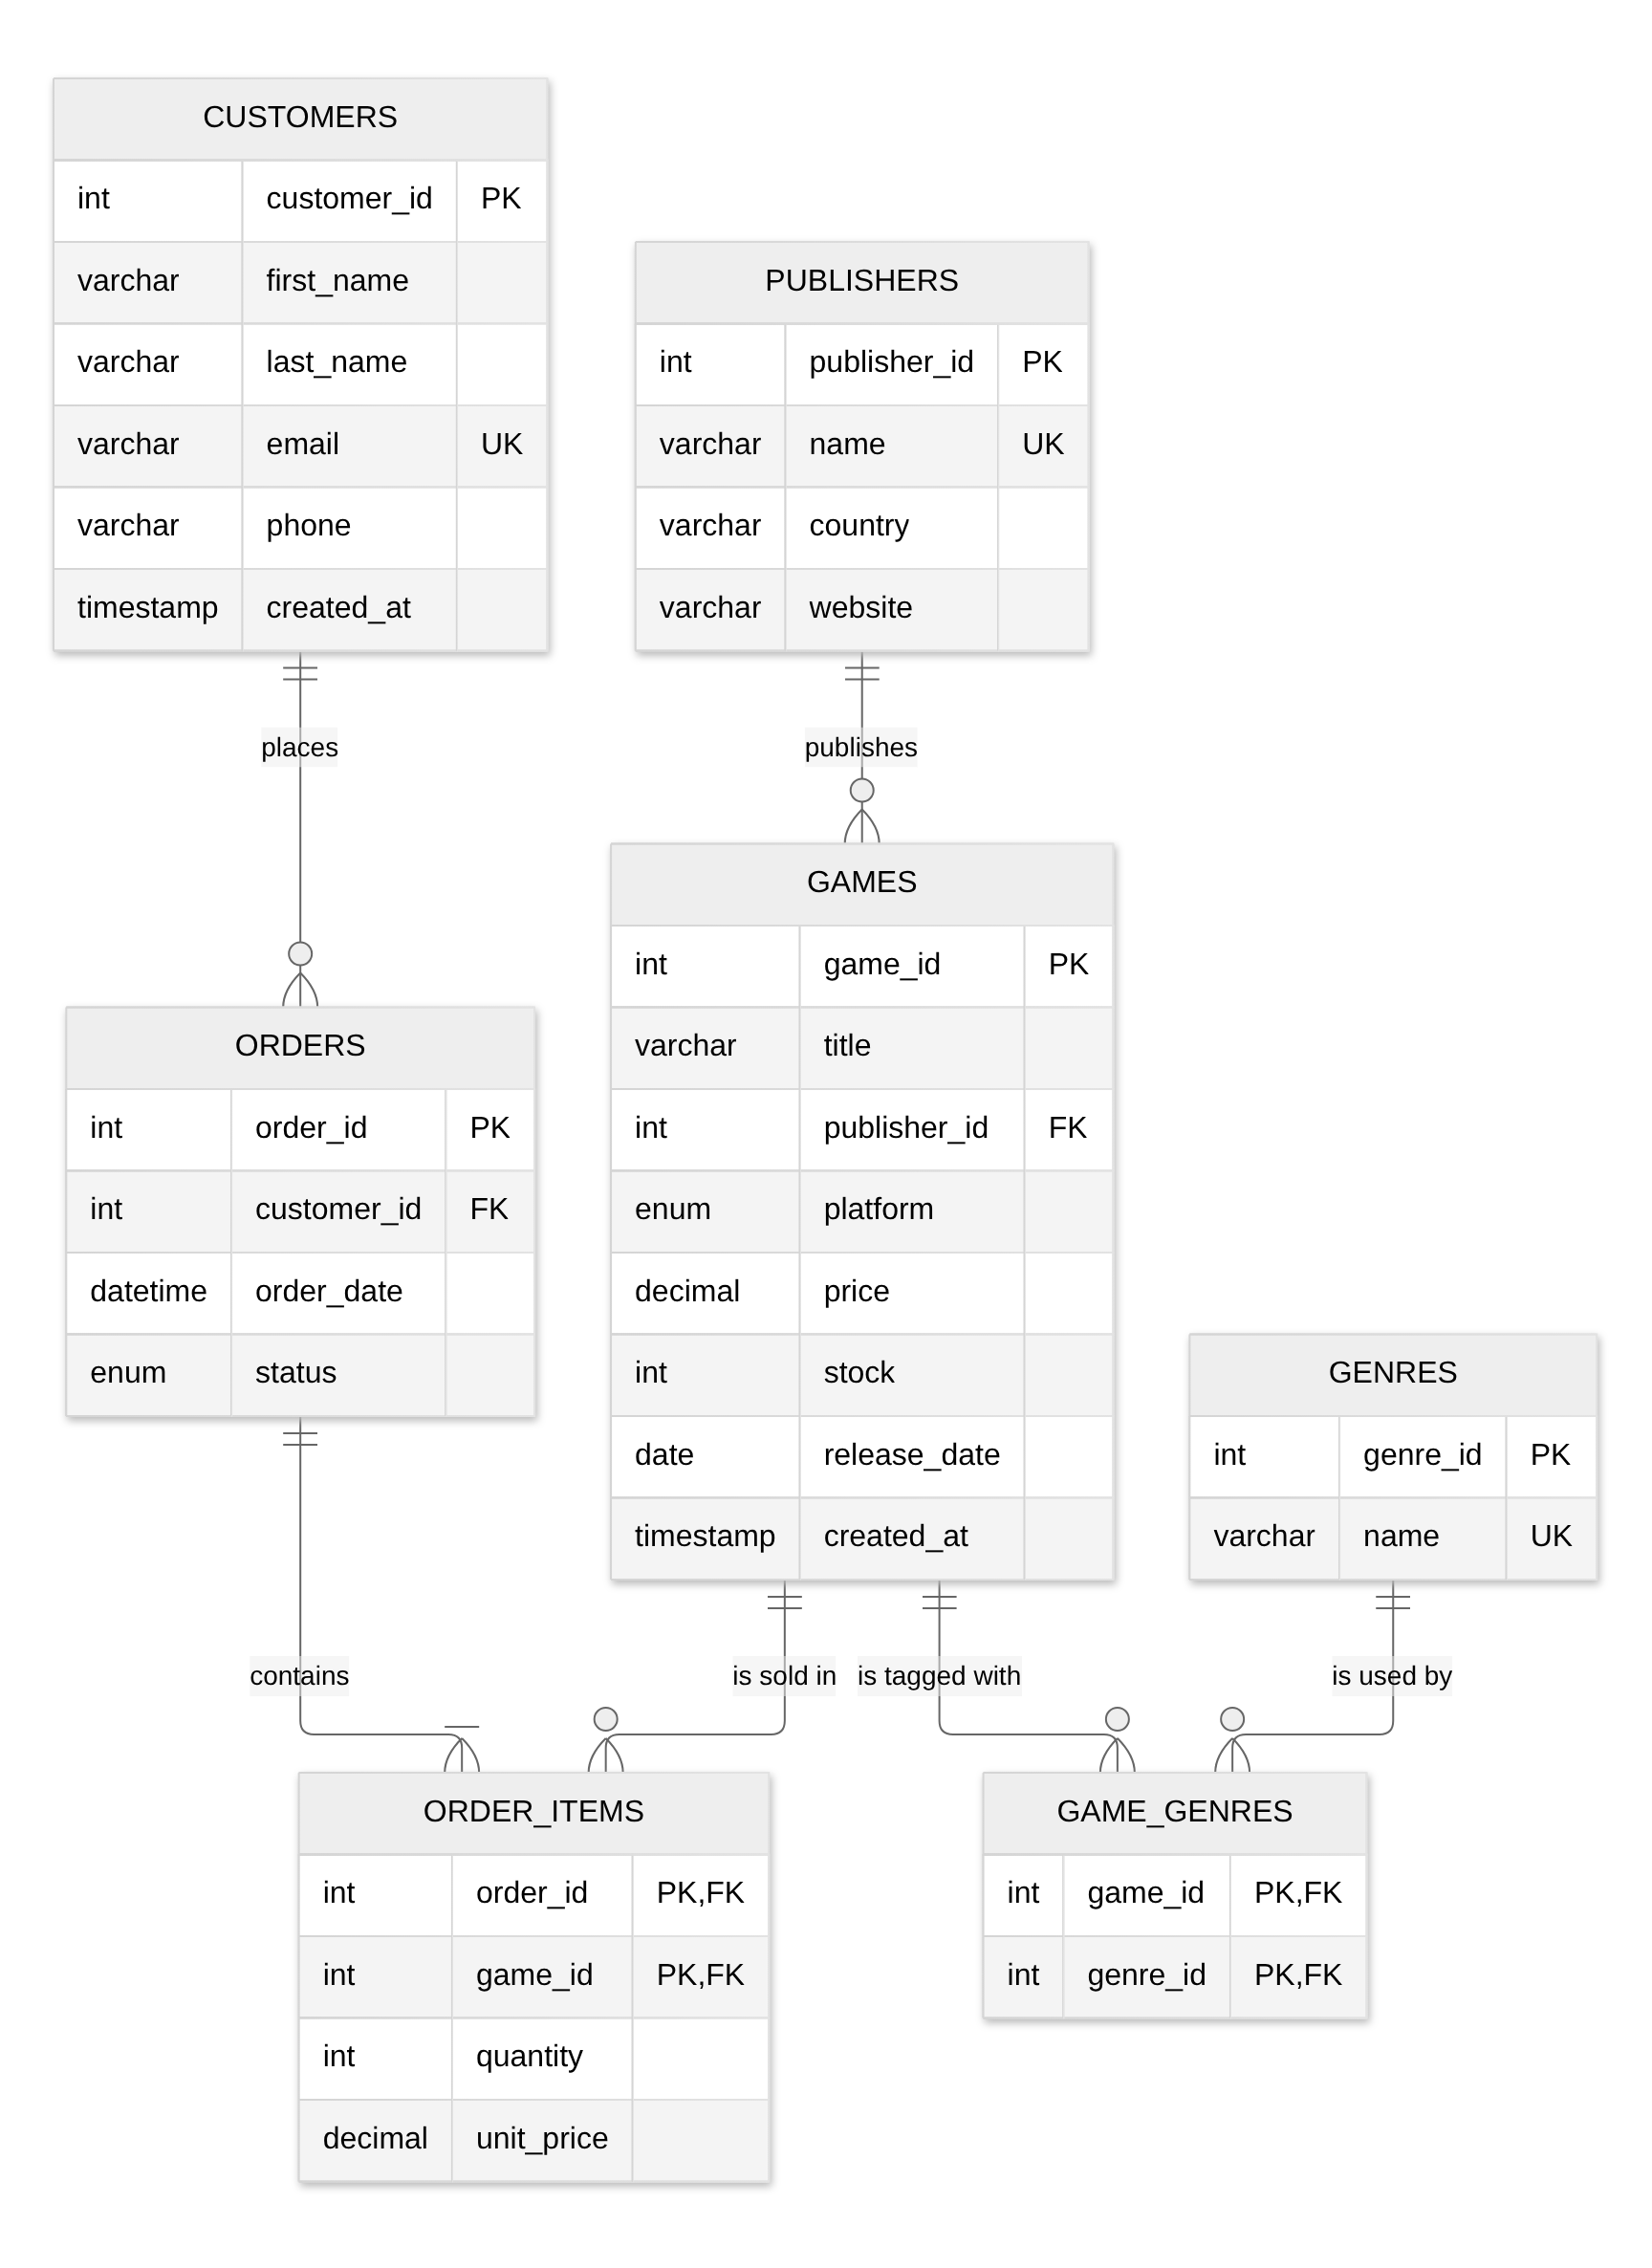 CUSTOMERS
int customer_id PK
varchar first_name
varchar last_name
varchar email UK
varchar phone
timestamp created_at
PUBLISHERS
int publisher_id PK
varchar name UK
varchar country
varchar website
places
publishes
GAMES
int game_id PK
varchar title
int publisher_id FK
enum platform
decimal price
int stock
date release_date
timestamp created_at
ORDERS
int order_id PK
int customer_id FK
datetime order_date
enum status
GENRES
int genre_id PK
varchar name UK
contains
is sold in
is tagged with
is used by
ORDER_ITEMS
int order_id PK,FK
int game_id PK,FK
int quantity
decimal unit_price
GAME_GENRES
int game_id PK,FK
int genre_id PK,FK